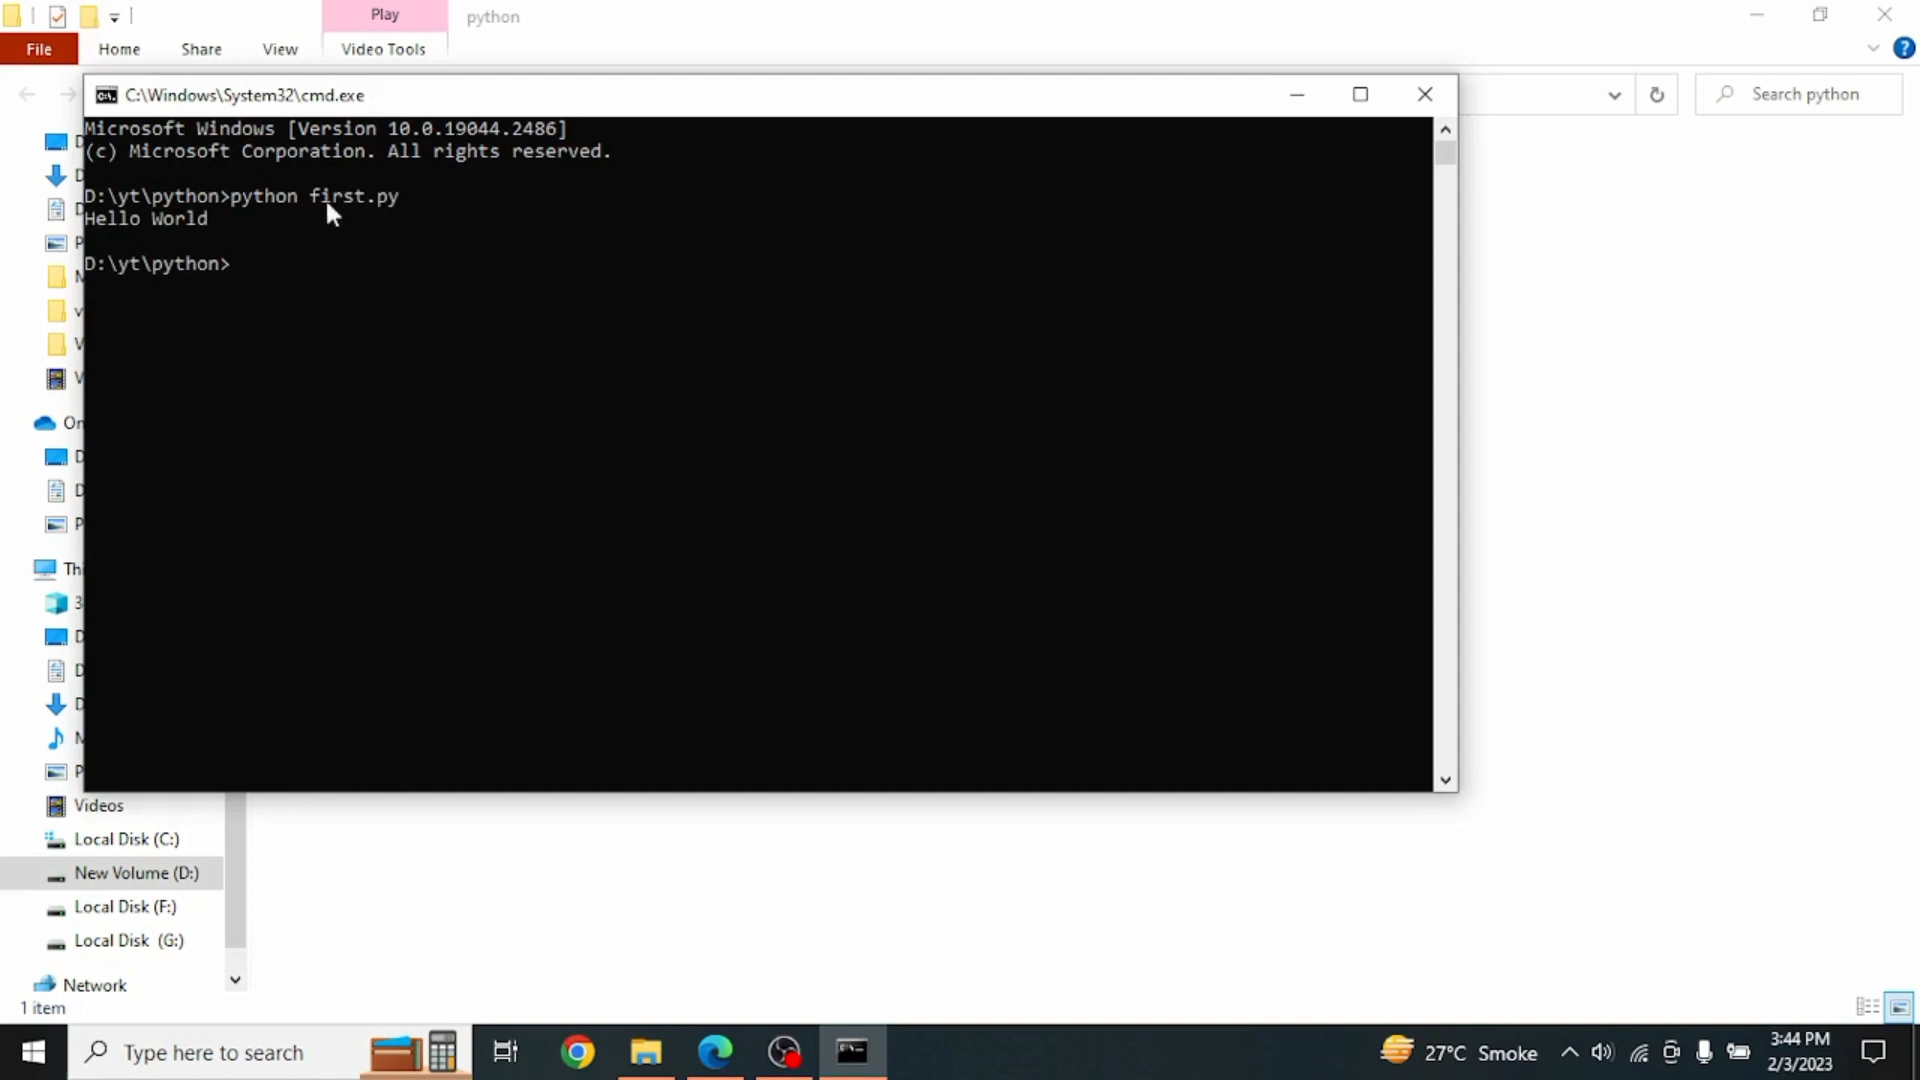 Play
python
File
Home
Share
View
Video Tools
C:\Windows\System32\cmd.exe
Search python
Microsoft Windows [Version 10.0.19044.2486]
(c) Microsoft Corporation. All rights reserved.
D:\yt\python>python first.py
Hello World
D:\yt\python>
Videos
Local Disk (C:)
New Volume (D:)
Local Disk (F:)
Local Disk (G:)
Network
1 item
Type here to search
27°C Smoke
3:44 PM
2/3/2023